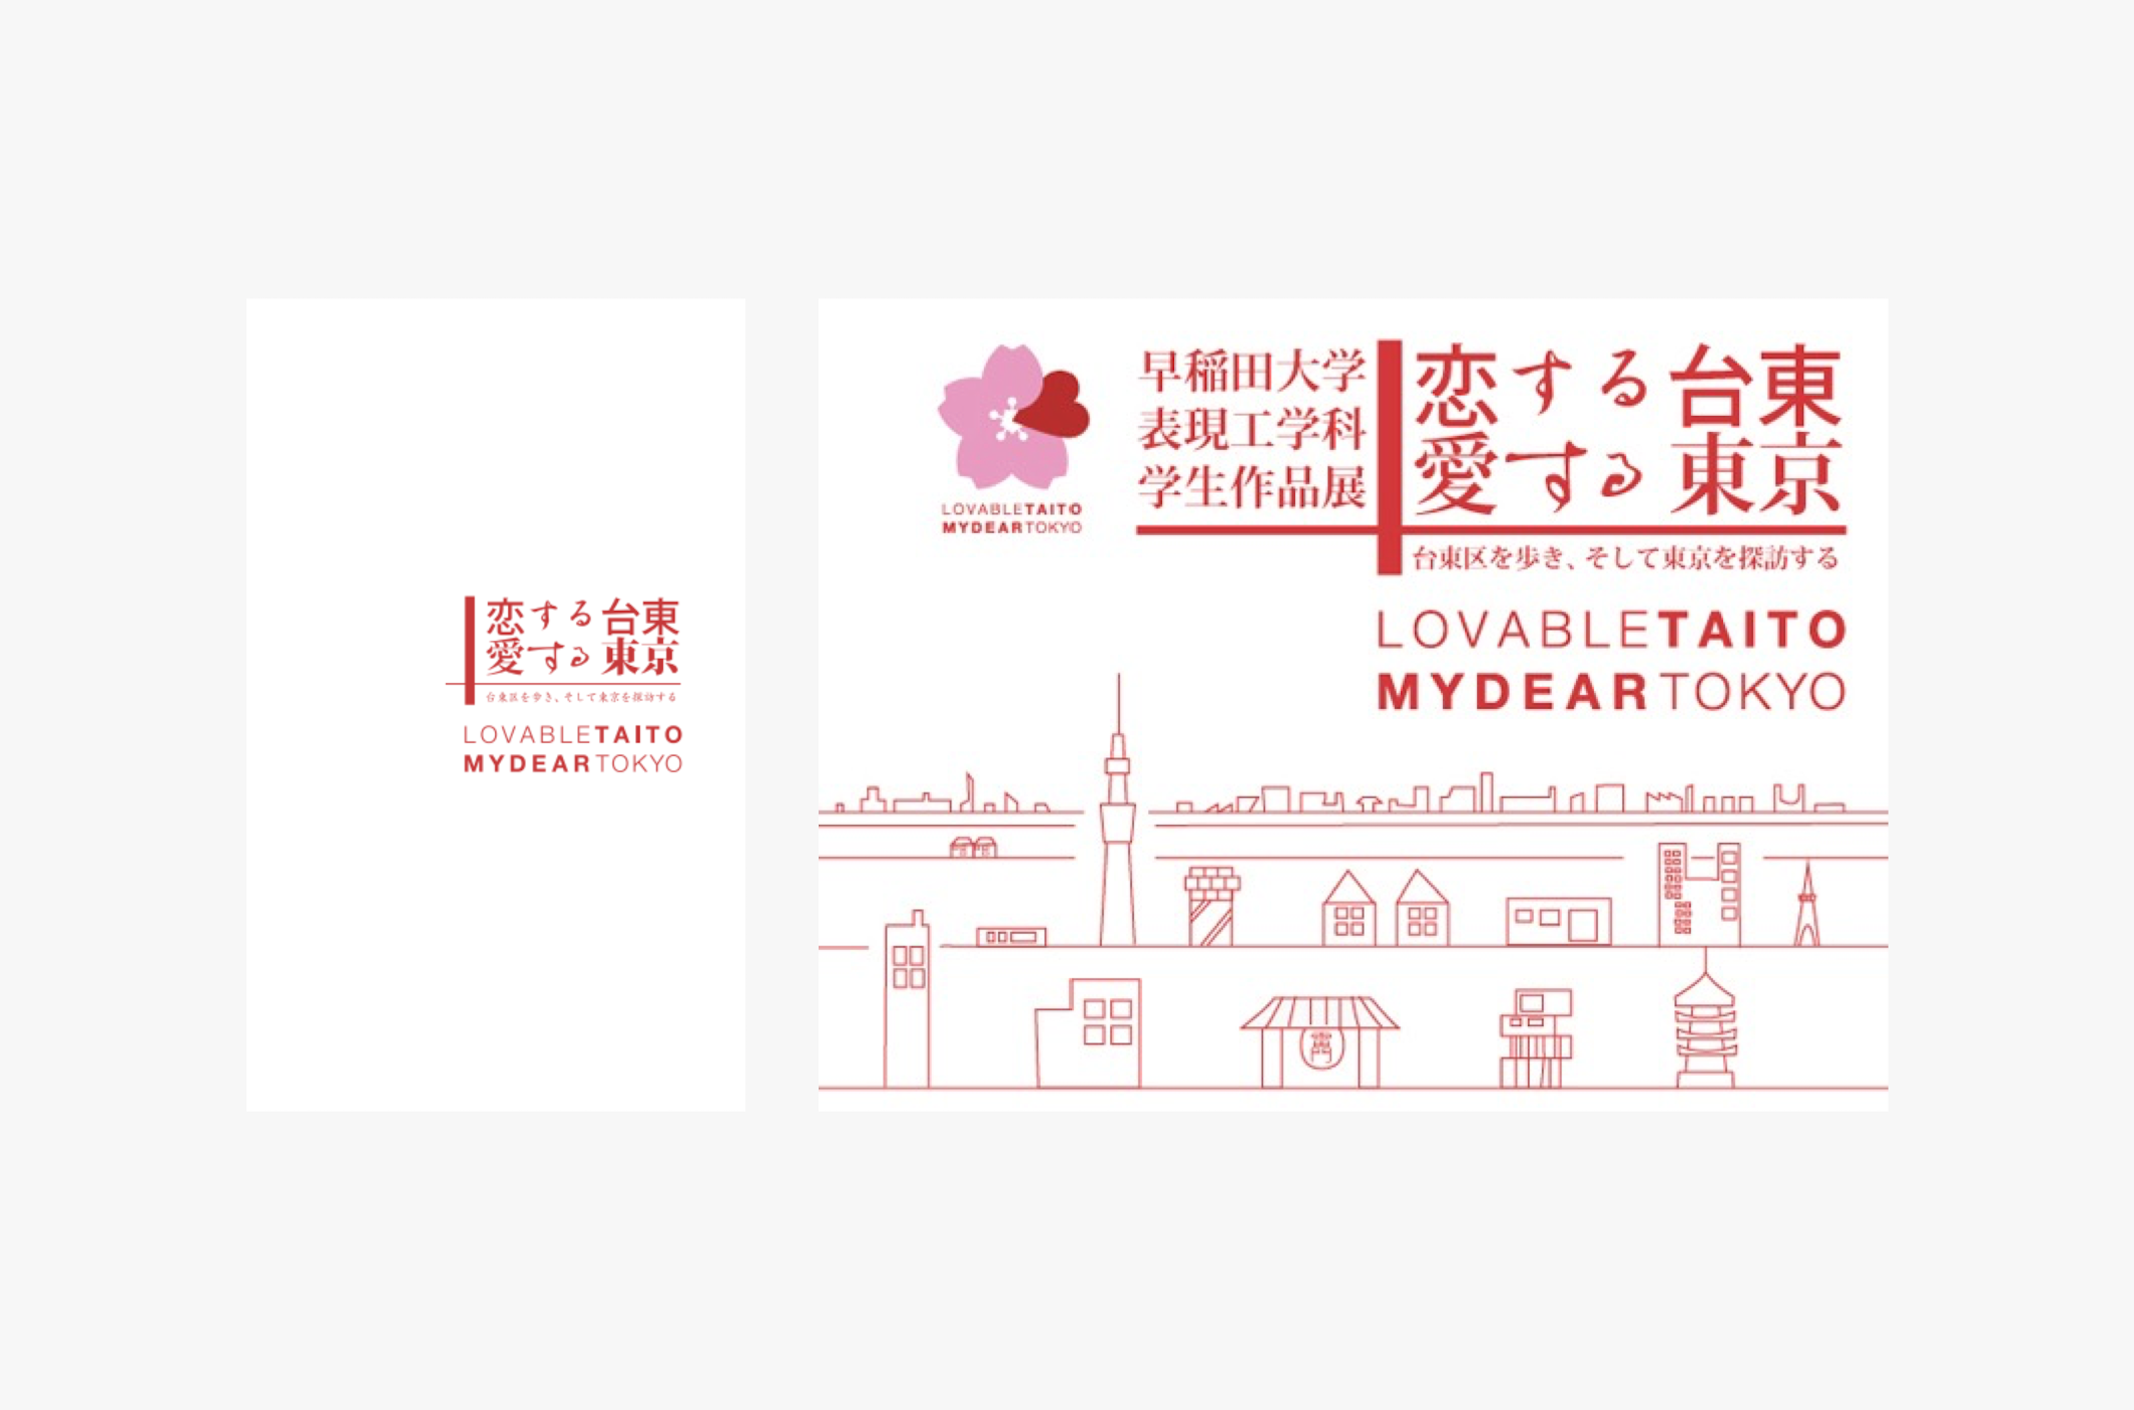 恋する台東
愛する東京
台東区を歩き、そして東京を探訪する
LOVABLETAITO
MYDEARTOKYO
LOVABLETAITO
MYDEARTOKYO
早稲田大学
表現工学科
学生作品展
恋する台東
愛する東京
台東区を歩き、そして東京を探訪する
LOVABLETAITO
MYDEARTOKYO